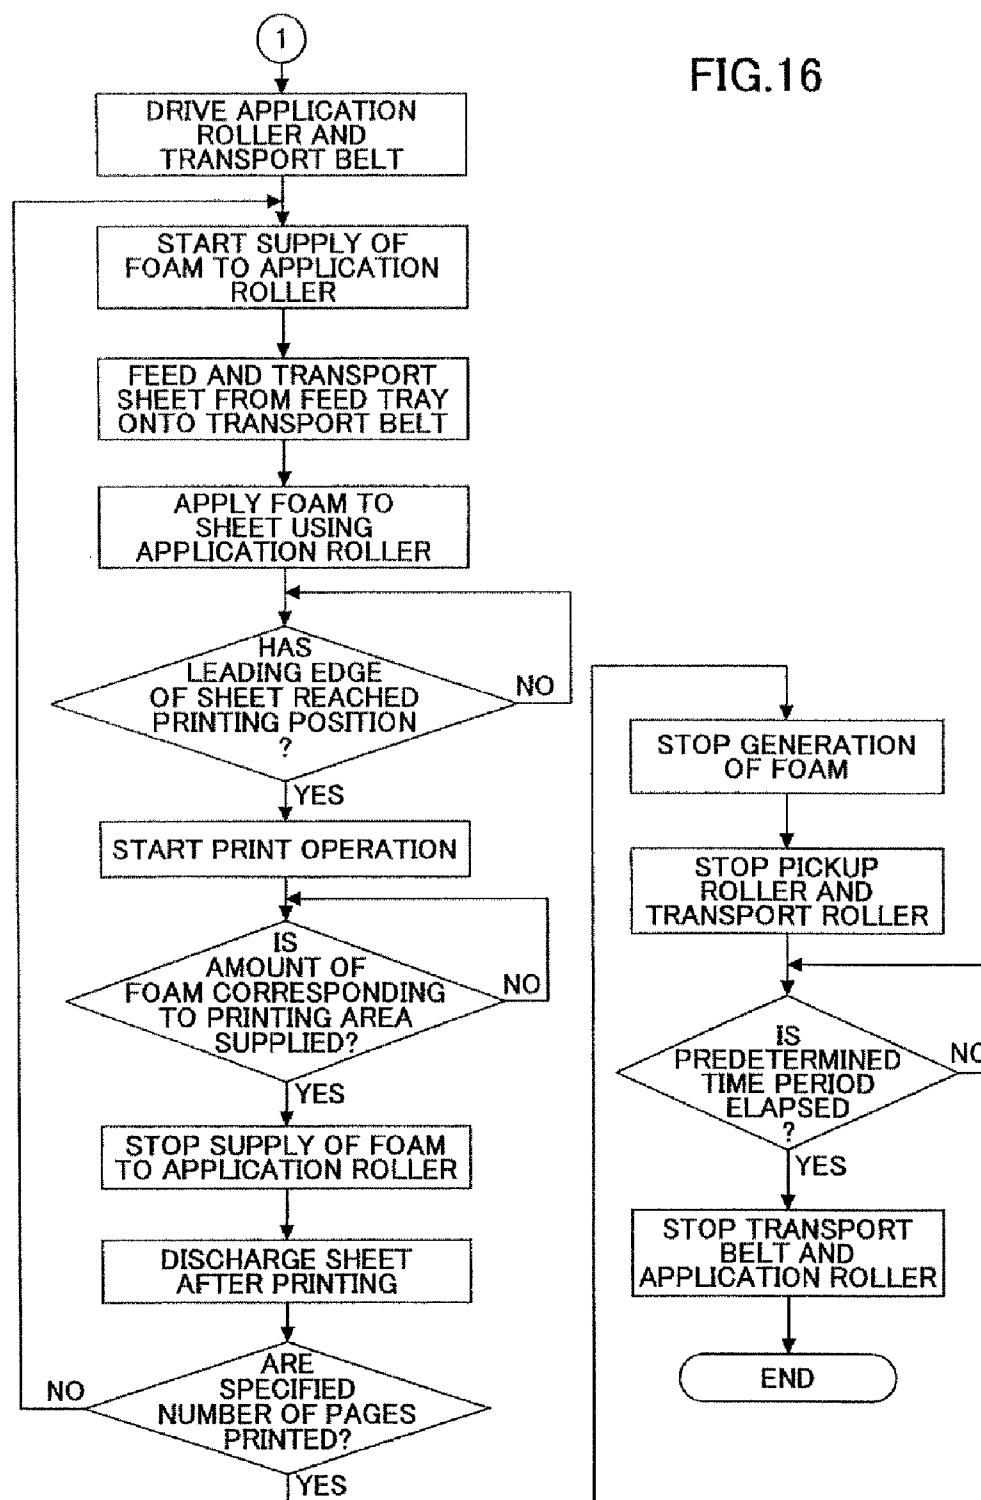 1
FIG.16
DRIVE APPLICATION
ROLLER AND
TRANSPORT BELT
START SUPPLY OF
FOAM TO APPLICATION
ROLLER
FEED AND TRANSPORT
SHEET FROM FEED TRAY
ONTO TRANSPORT BELT
APPLY FOAM TO
SHEET USING
APPLICATION ROLLER
HAS
LEADING EDGE
OF SHEET REACHED
PRINTING POSITION
?
NO
YES
START PRINT OPERATION
IS
AMOUNT OF
FOAM CORRESPONDING
TO PRINTING AREA
SUPPLIED?
NO
YES
STOP SUPPLY OF FOAM
TO APPLICATION ROLLER
DISCHARGE SHEET
AFTER PRINTING
ARE
SPECIFIED
NUMBER OF PAGES
PRINTED?
NO
YES
STOP GENERATION
OF FOAM
STOP PICKUP
ROLLER AND
TRANSPORT ROLLER
IS
PREDETERMINED
TIME PERIOD
ELAPSED
?
NO
YES
STOP TRANSPORT
BELT AND
APPLICATION ROLLER
END